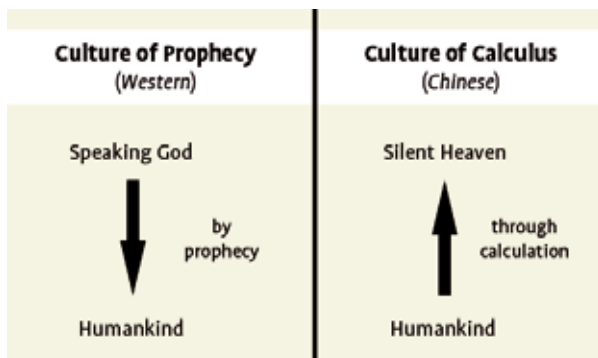 Culture of Prophecy
(Western)
Speaking God
by
prophecy
Humankind
Culture of Calculus
(Chinese)
Silent Heaven
through
calculation
Humankind